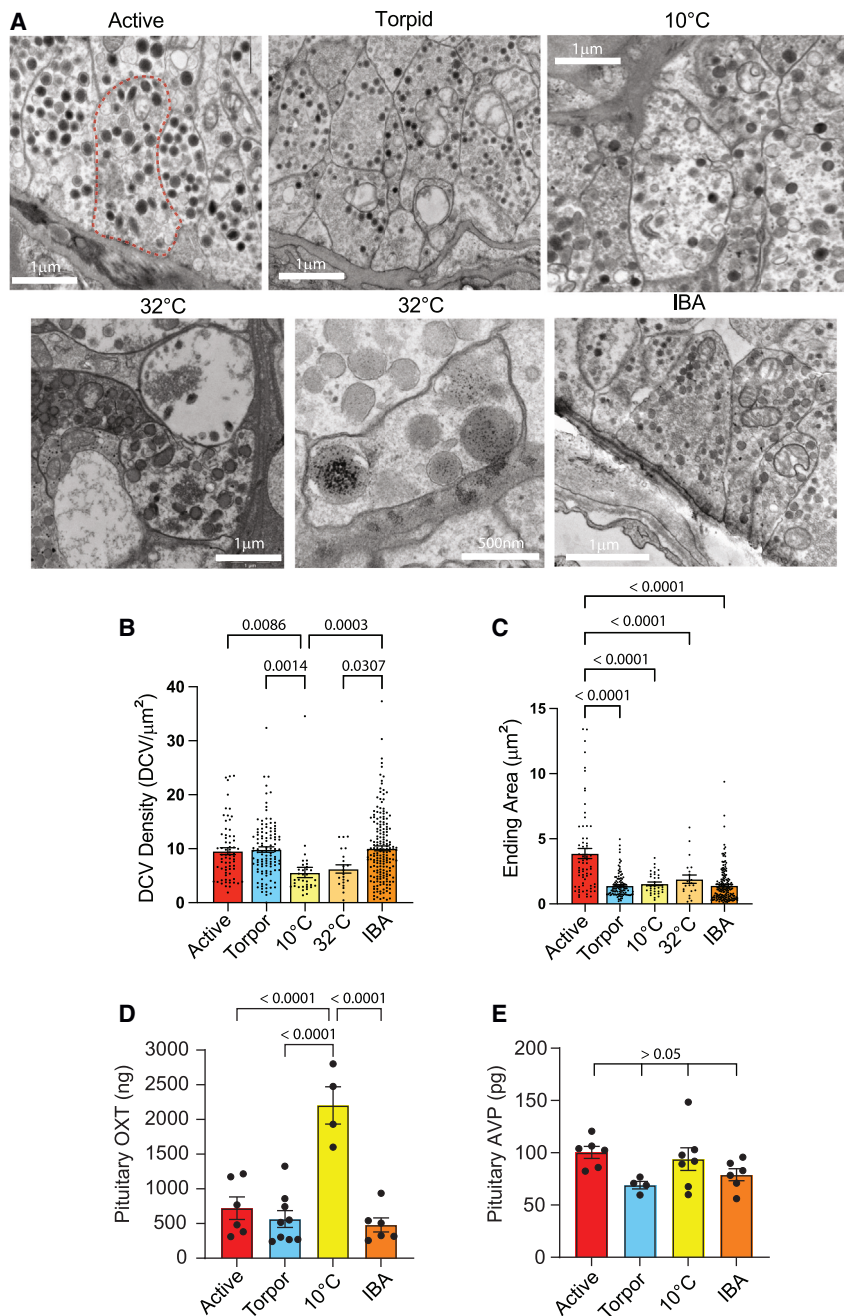 A
Active
Torpid
10°C
1μm
1μm
1μm
32°C
32°C
IBA
1μm
500nm
1μm
B
0.0086
0.0003
0.0014
0.0307
DCV Density (DCV/μm²)
40
30
20
10
0
Active
Torpor
10°C
32°C
IBA
C
< 0.0001
< 0.0001
< 0.0001
< 0.0001
Ending Area (μm²)
15
10
5
0
Active
Torpor
10°C
32°C
IBA
D
< 0.0001
< 0.0001
< 0.0001
Pituitary OXT (ng)
3000
2500
2000
1500
1000
500
0
Active
Torpor
10°C
IBA
E
> 0.05
Pituitary AVP (pg)
200
150
100
50
0
Active
Torpor
10°C
IBA